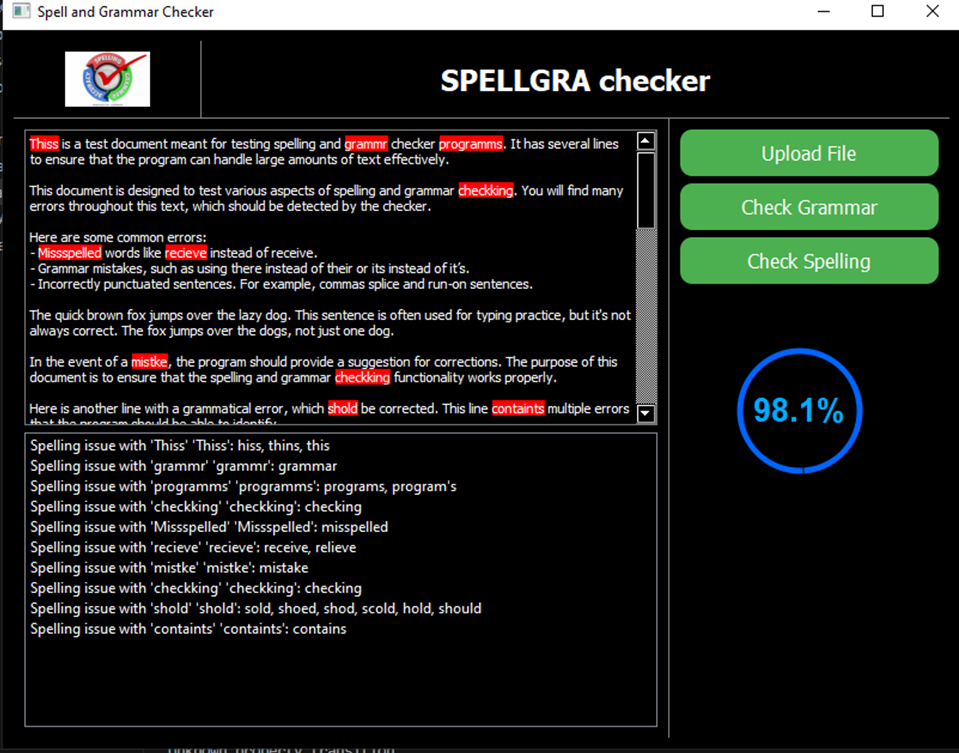 Spell and Grammar Checker
SPELLING
SPELLGRA checker
Thiss is a test document meant for testing spelling and grammr checker programms. It has several lines
to ensure that the program can handle large amounts of text effectively.
This document is designed to test various aspects of spelling and grammar checkking. You will find many
errors throughout this text, which should be detected by the checker.
Here are some common errors:
- Missspelled words like recieve instead of receive.
- Grammar mistakes, such as using there instead of their or its instead of it’s.
- Incorrectly punctuated sentences. For example, commas splice and run-on sentences.
The quick brown fox jumps over the lazy dog. This sentence is often used for typing practice, but it's not
always correct. The fox jumps over the dogs, not just one dog.
In the event of a mistke, the program should provide a suggestion for corrections. The purpose of this
document is to ensure that the spelling and grammar checkking functionality works properly.
Here is another line with a grammatical error, which shold be corrected. This line containts multiple errors
that the program should be able to identify.
Upload File
Check Grammar
Check Spelling
98.1%
Spelling issue with 'Thiss' 'Thiss': hiss, thins, this
Spelling issue with 'grammr' 'grammr': grammar
Spelling issue with 'programms' 'programms': programs, program's
Spelling issue with 'checkking' 'checkking': checking
Spelling issue with 'Missspelled' 'Missspelled': misspelled
Spelling issue with 'recieve' 'recieve': receive, relieve
Spelling issue with 'mistke' 'mistke': mistake
Spelling issue with 'checkking' 'checkking': checking
Spelling issue with 'shold' 'shold': sold, shoed, shod, scold, hold, should
Spelling issue with 'containts' 'containts': contains